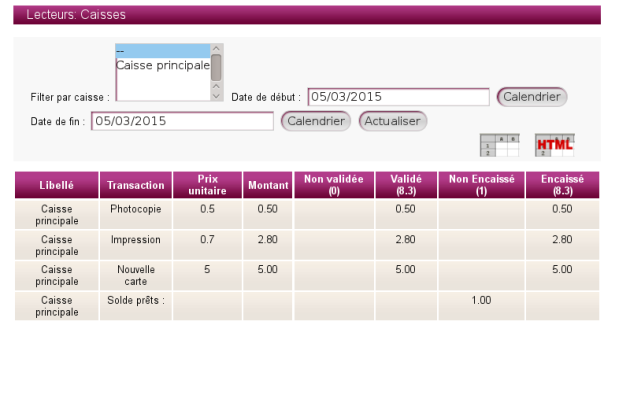 Lecteurs: Caisses
--
Caisse principale
Filter par caisse : Date de début : 05/03/2015 Calendrier
Date de fin : 05/03/2015 Calendrier Actualiser
HTML
Libellé Transaction Prix unitaire Montant Non validée (0) Validé (8.3) Non Encaissé (1) Encaissé (8.3)
Caisse principale Photocopie 0.5 0.50 0.50 0.50
Caisse principale Impression 0.7 2.80 2.80 2.80
Caisse principale Nouvelle carte 5 5.00 5.00 5.00
Caisse principale Solde prêts : 1.00